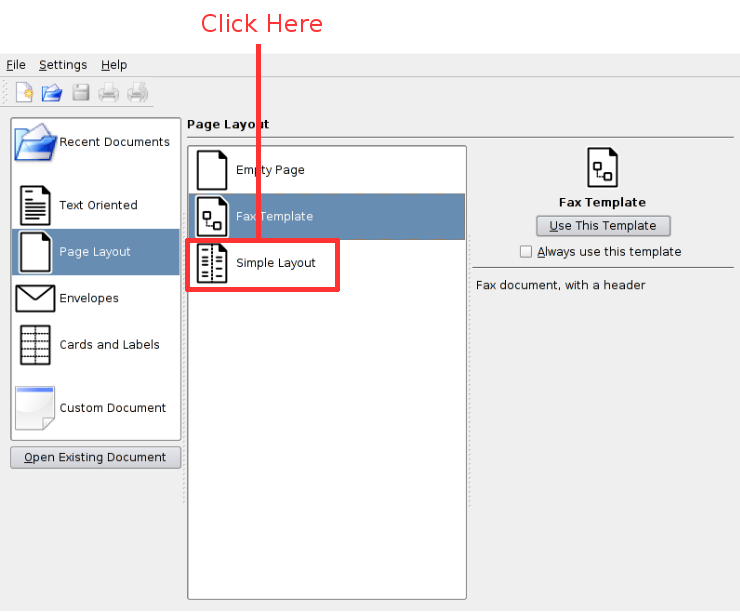 Click Here
File Settings Help
Page Layout
Recent Documents
Text Oriented
Page Layout
Envelopes
Cards and Labels
Custom Document
Open Existing Document
Empty Page
Fax Template
Simple Layout
Fax Template
Use This Template
Always use this template
Fax document, with a header